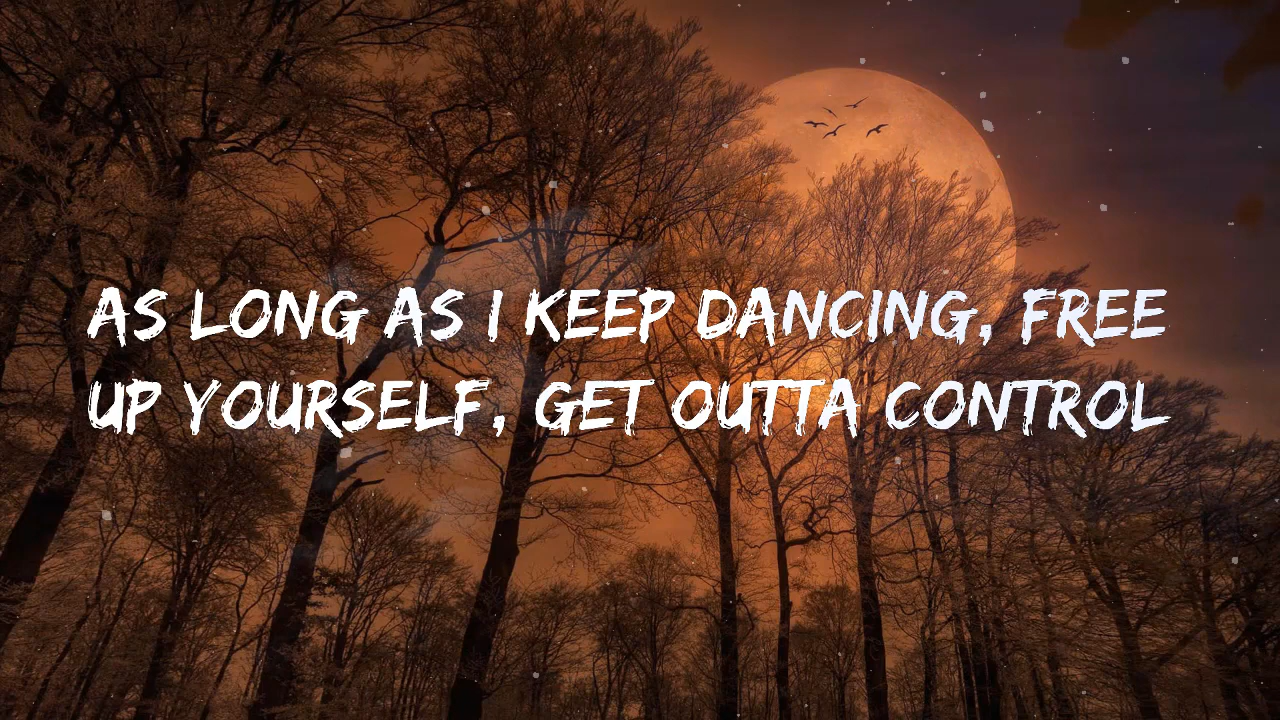 AS LONG AS I KEEP DANCING, FREE
UP YOURSELF, GET OUTTA CONTROL